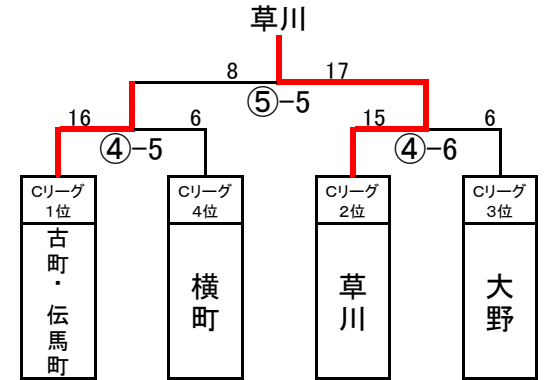 草川
8 17
⑤-5
16 6 15 6
④-5 ④-6
Cリーグ
1位
Cリーグ
4位
Cリーグ
2位
Cリーグ
3位
古町・伝馬町
横町
草川
大野